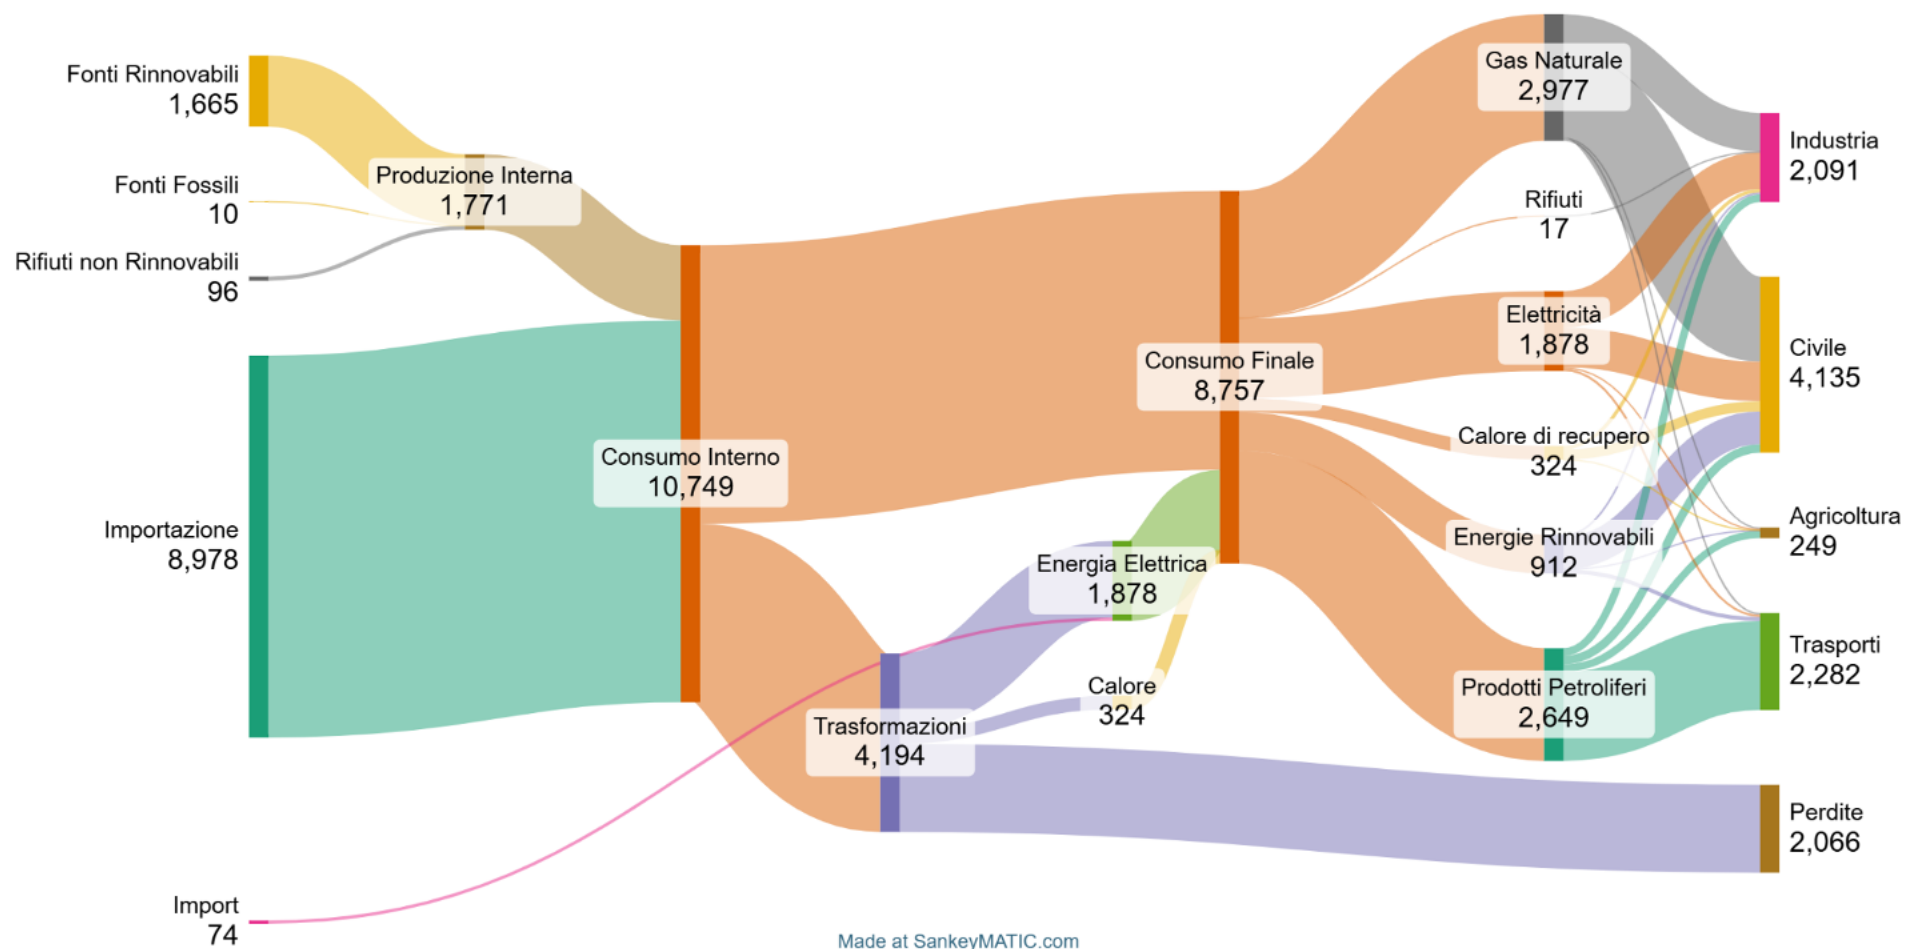 Fonti Rinnovabili
1,665
Fonti Fossili
10
Rifiuti non Rinnovabili
96
Importazione
8,978
Import
74
Produzione Interna
1,771
Consumo Interno
10,749
Trasformazioni
4,194
Energia Elettrica
1,878
Calore
324
Consumo Finale
8,757
Gas Naturale
2,977
Rifiuti
17
Elettricità
1,878
Calore di recupero
324
Energie Rinnovabili
912
Prodotti Petroliferi
2,649
Industria
2,091
Civile
4,135
Agricoltura
249
Trasporti
2,282
Perdite
2,066
Made at SankeyMATIC.com